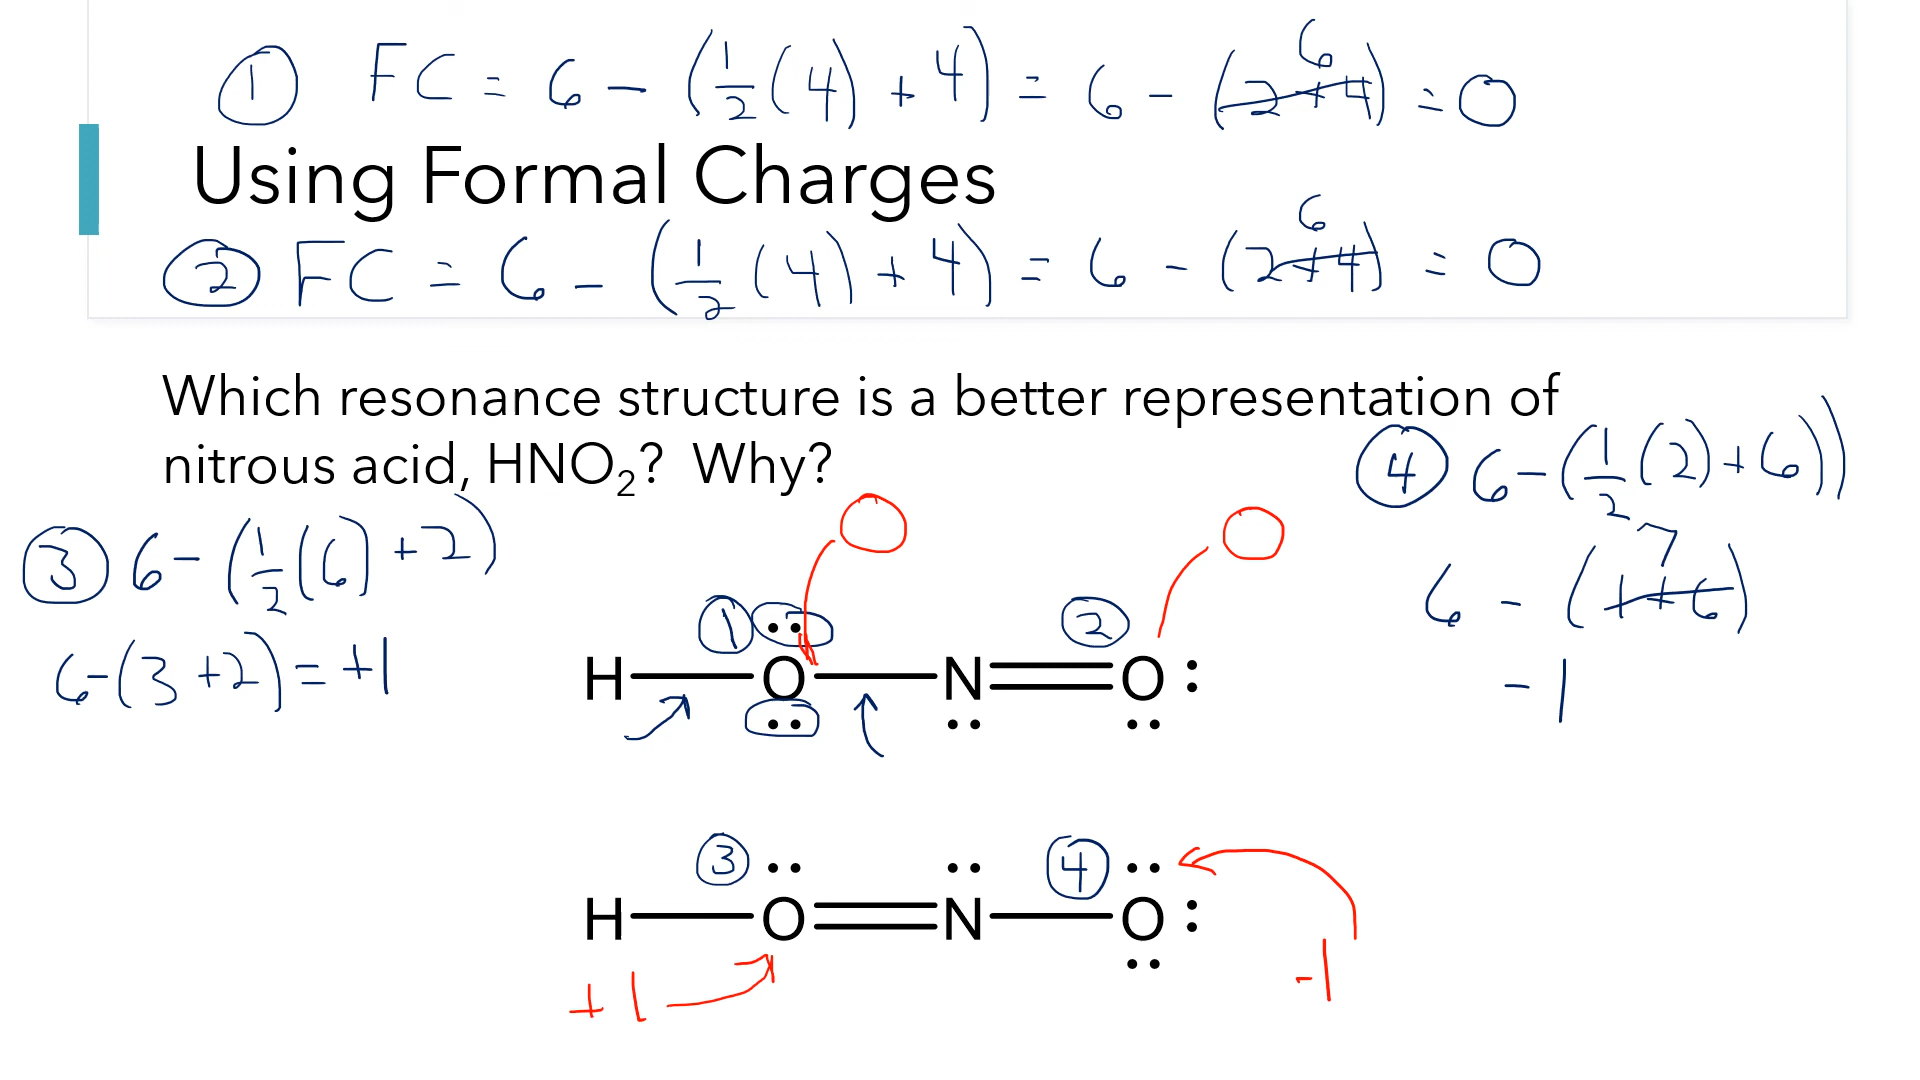 ① FC = 6 - (1/2 (4) + 4) = 6 - (2+4) 6 = 0
Using Formal Charges
② FC = 6 - (1/2 (4) + 4) = 6 - (2+4) 6 = 0
Which resonance structure is a better representation of
nitrous acid, HNO₂? Why?
④ 6 - (1/2 (2) + 6))
6 - (1+6) 7
- 1
③ 6 - (1/2 (6) + 2)
6 - (3 + 2) = +1
0 0
① ②
H O N O
③ ④
H O N O
+1 -1